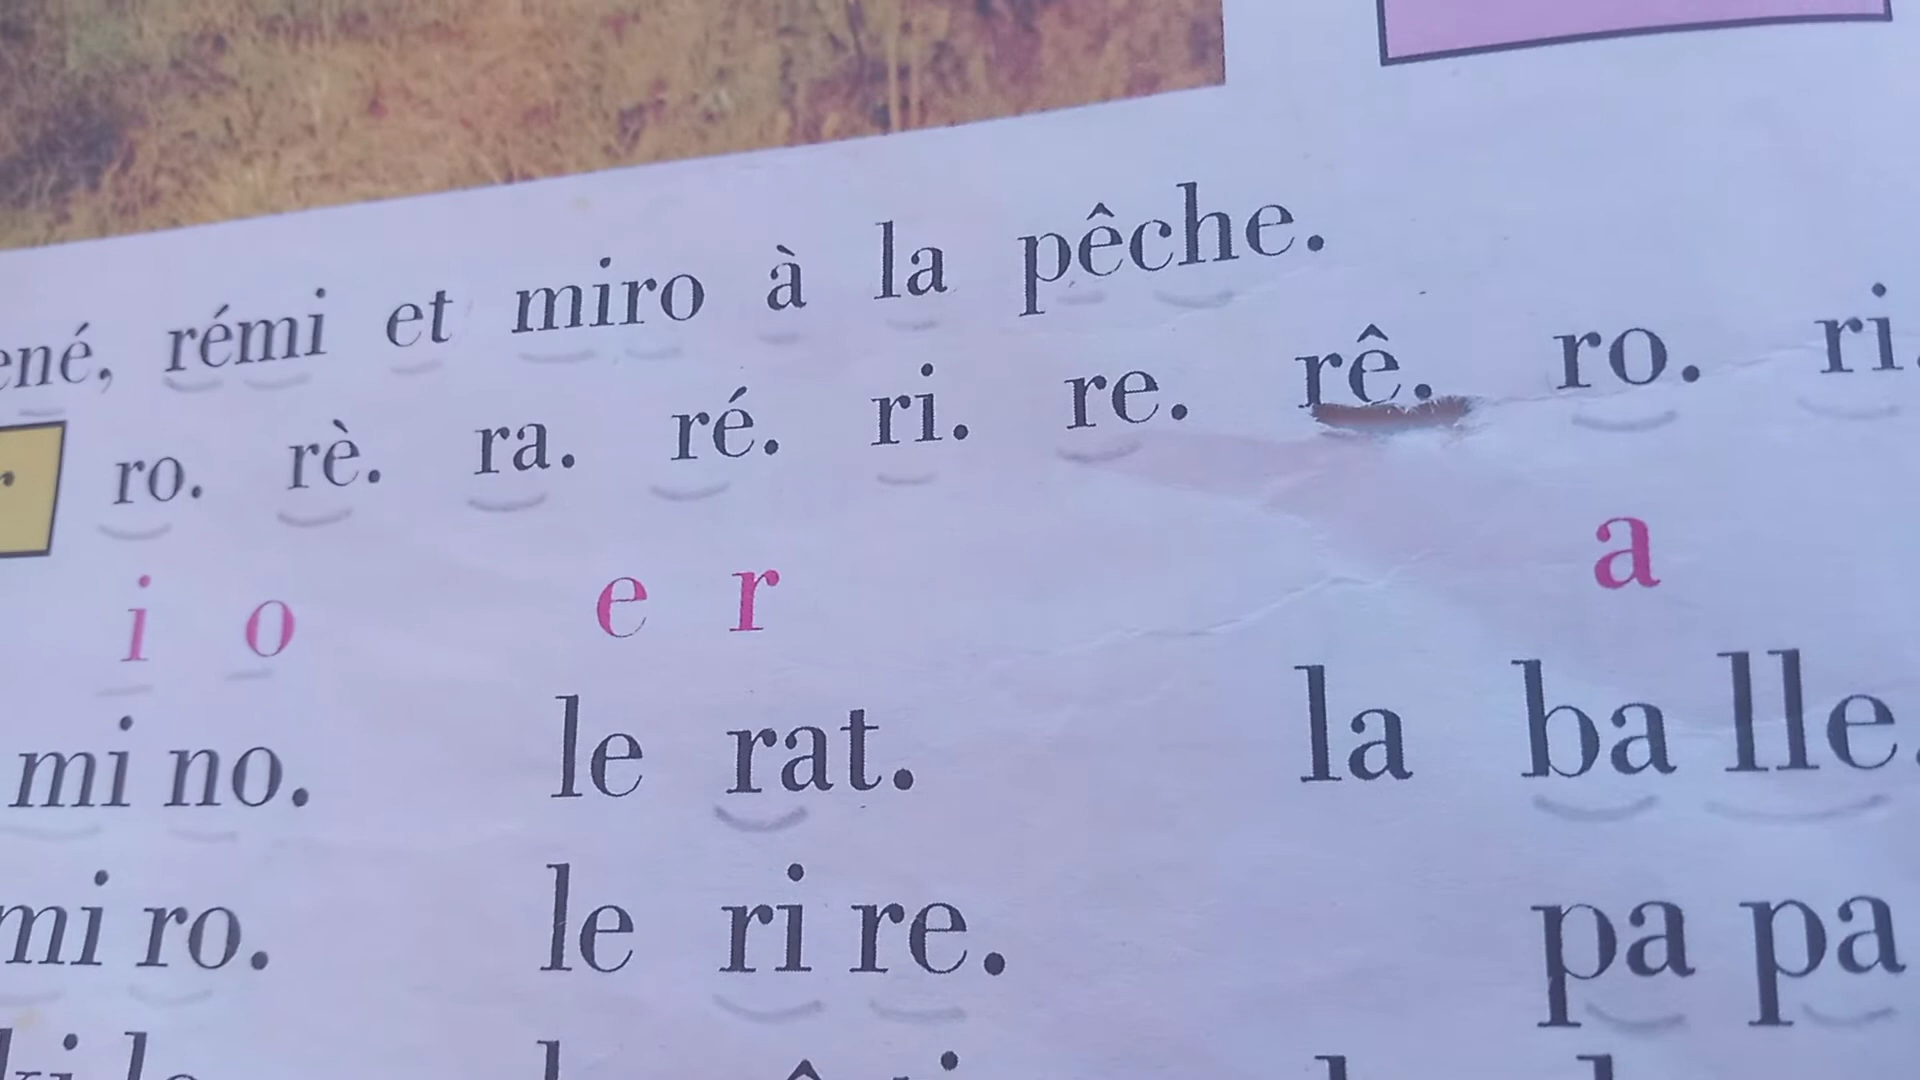 rémi et miro à la pêche.
ro. rè. ra. ré. ri. re. rê. ro. ri.
i o e r a
mi no. le rat. la ba lle.
mi ro. le ri re. pa pa